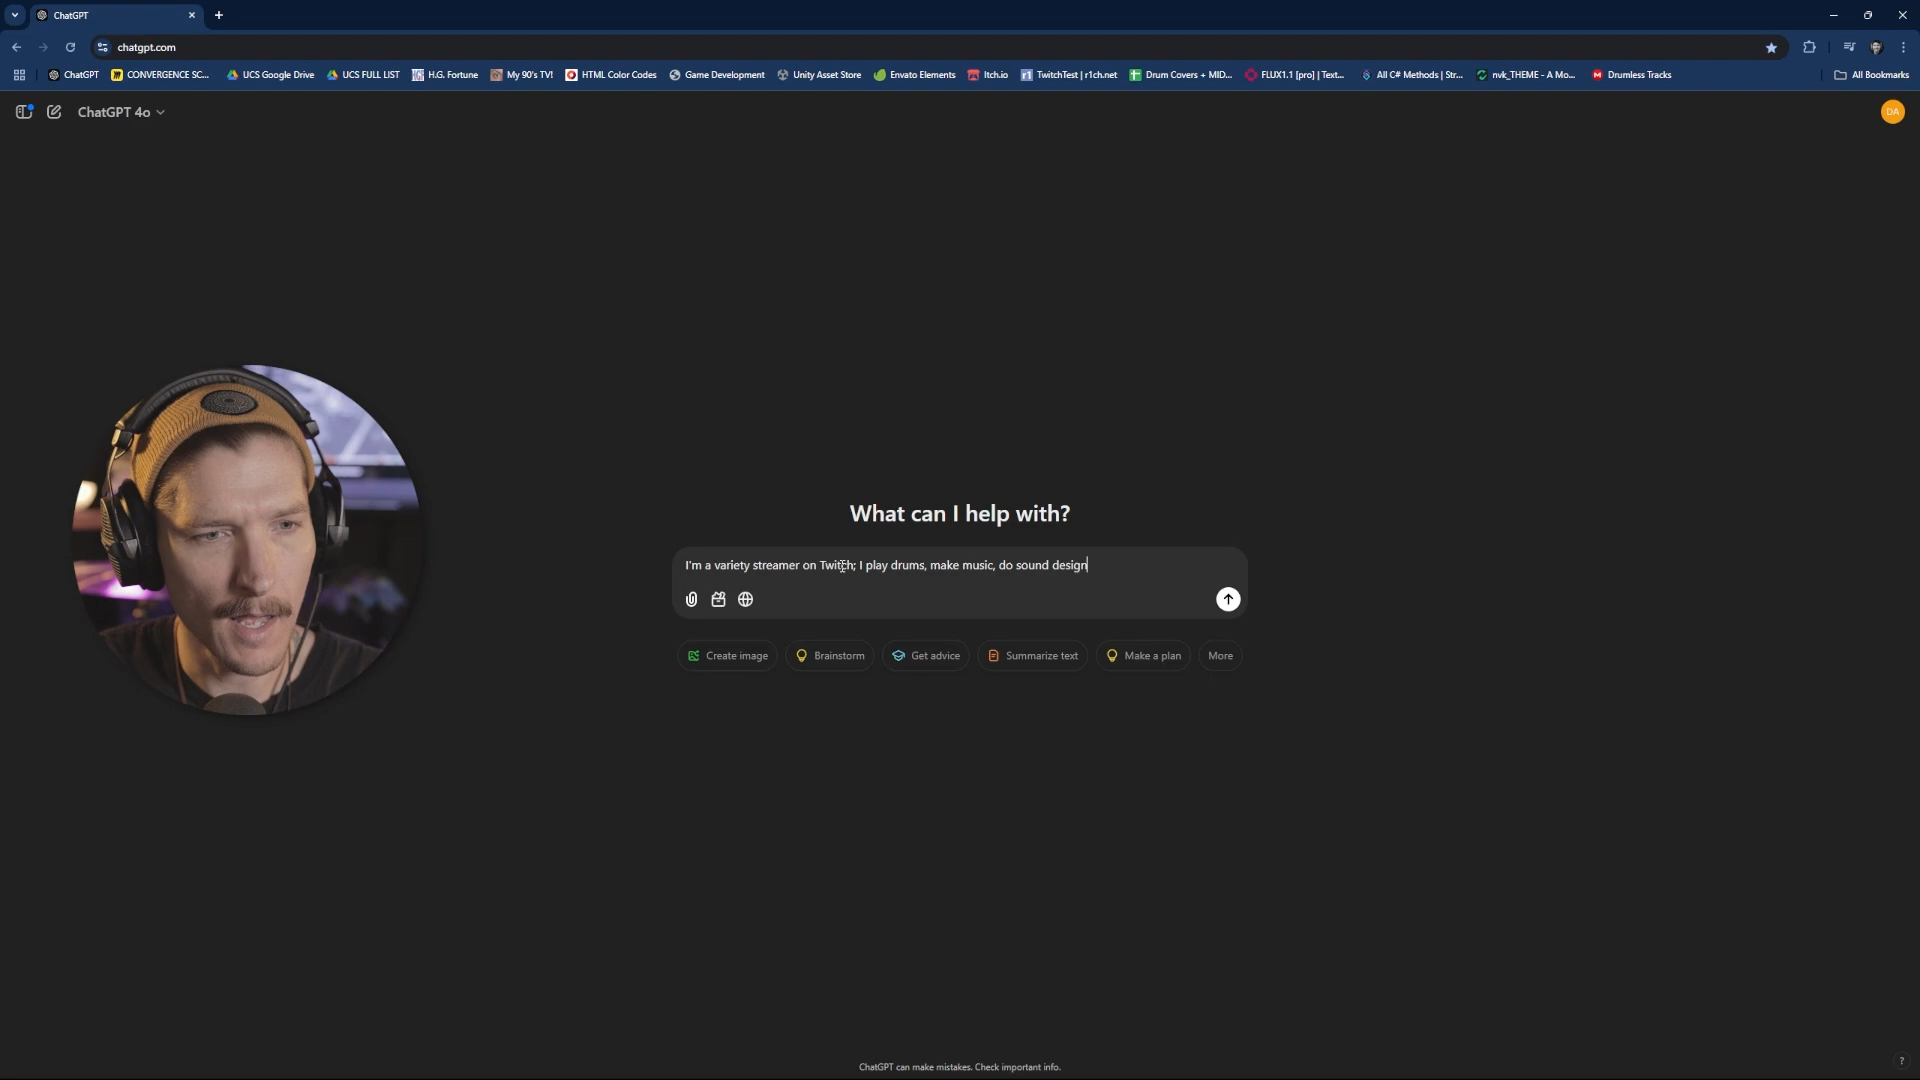 ChatGPT
chatgpt.com
ChatGPT
CONVERGENCE SC...
UCS Google Drive
UCS FULL LIST
H.G. Fortune
My 90's TV!
HTML Color Codes
Game Development
Unity Asset Store
Envato Elements
Itch.io
TwitchTest | r1ch.net
Drum Covers + MID...
FLUX1.1 [pro] | Text...
All C# Methods | Str...
nvk_THEME - A Mo...
Drumless Tracks
All Bookmarks
ChatGPT 4o
DA
What can I help with?
I'm a variety streamer on Twitch; I play drums, make music, do sound design
Create image
Brainstorm
Get advice
Summarize text
Make a plan
More
ChatGPT can make mistakes. Check important info.
?